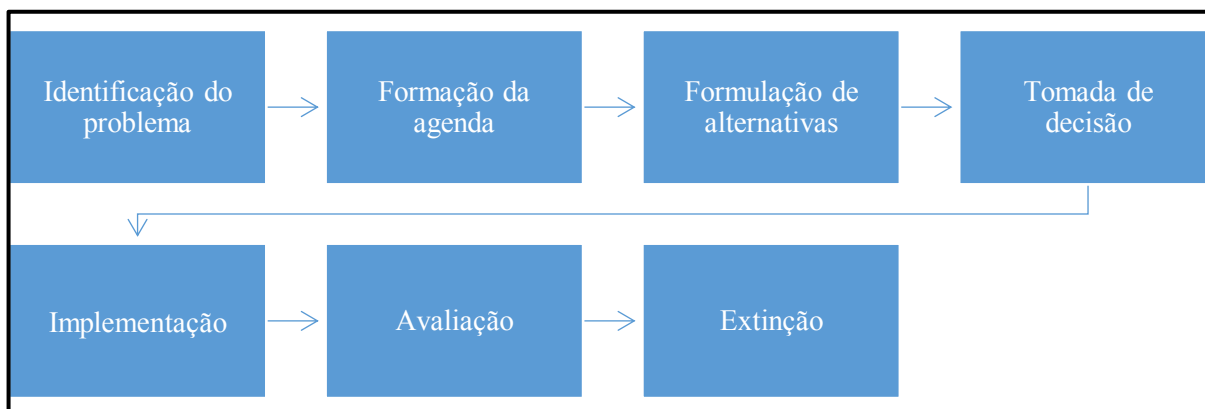 Identificação do
problema
Formação da
agenda
Formulação de
alternativas
Tomada de
decisão
Implementação
Avaliação
Extinção